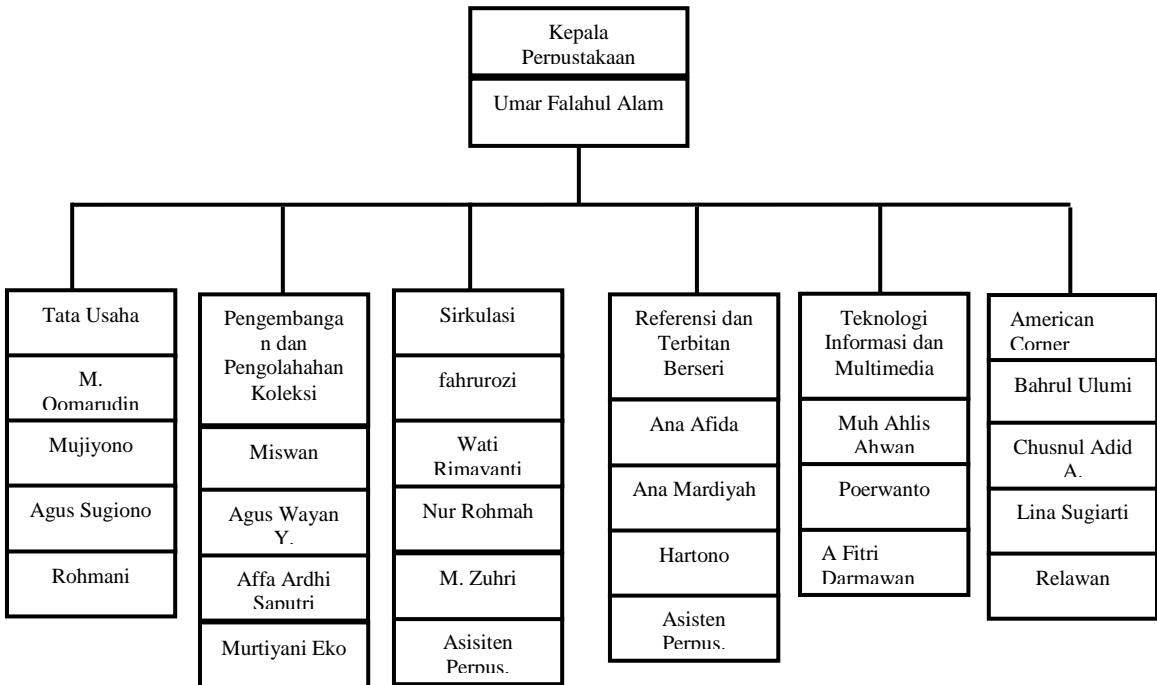 Kepala
Perpustakaan
Umar Falahul Alam
Tata Usaha
M.
Qomarudin
Mujiyono
Agus Sugiono
Rohmani
Pengembanga
n dan
Pengolahahan
Koleksi
Miswan
Agus Wayan
Y.
Affa Ardhi
Saputri
Murtiyani Eko
Sirkulasi
fahrurozi
Wati
Rimayanti
Nur Rohmah
M. Zuhri
Asisiten
Perpus.
Referensi dan
Terbitan
Berseri
Ana Afida
Ana Mardiyah
Hartono
Asisten
Perpus.
Teknologi
Informasi dan
Multimedia
Muh Ahlis
Ahwan
Poerwanto
A Fitri
Darmawan
American
Corner
Bahrul Ulumi
Chusnul Adid
A.
Lina Sugiarti
Relawan